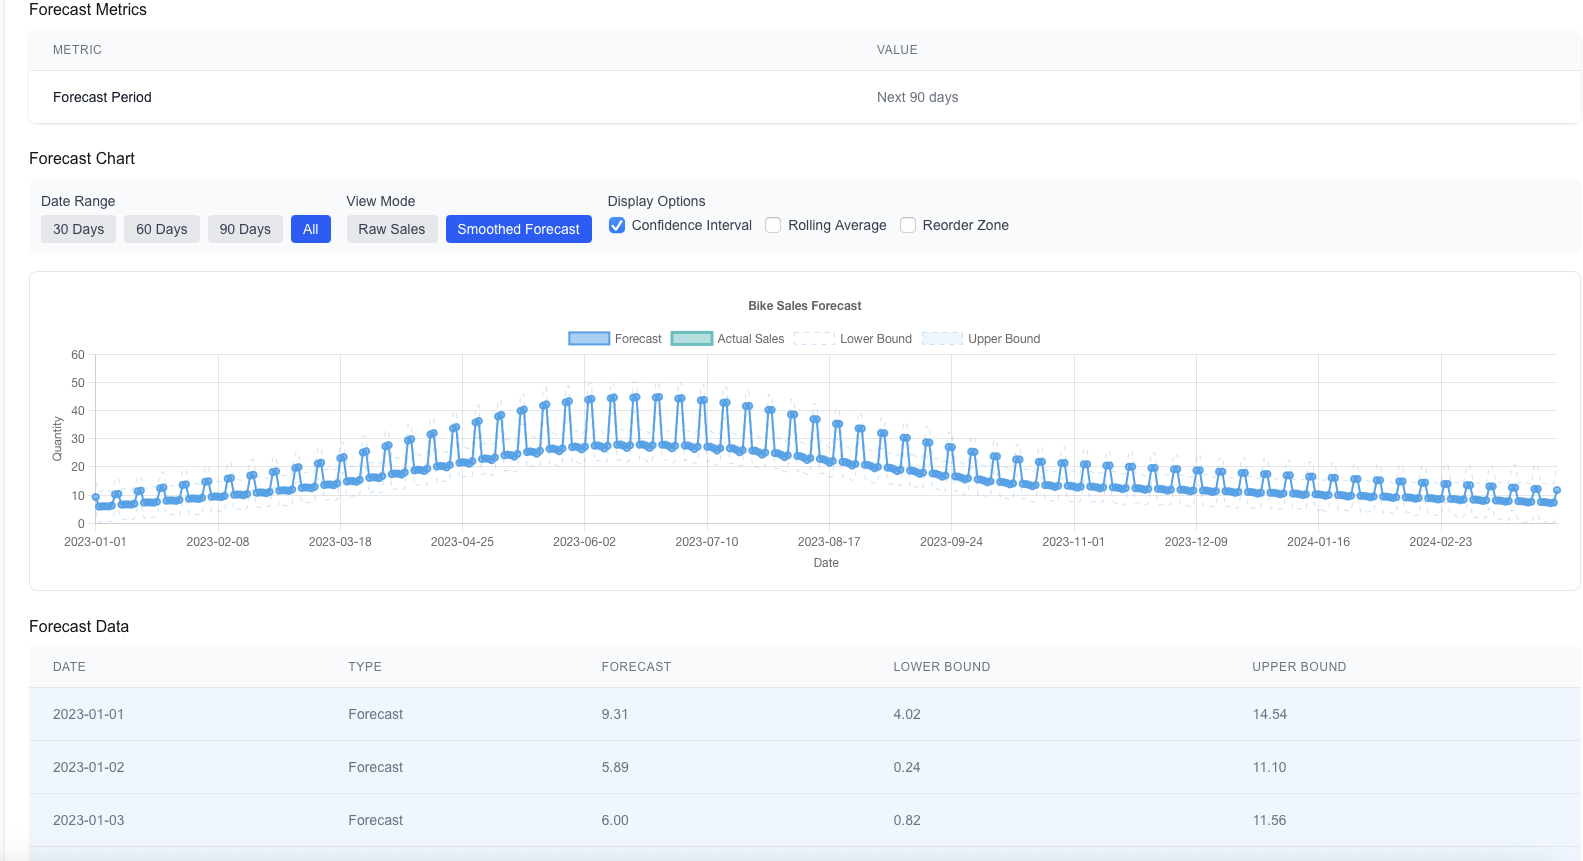 Forecast Metrics
METRIC VALUE
Forecast Period Next 90 days
Forecast Chart
Date Range View Mode Display Options
30 Days 60 Days 90 Days All Raw Sales Smoothed Forecast Confidence Interval Rolling Average Reorder Zone
Bike Sales Forecast
Forecast Actual Sales Lower Bound Upper Bound
60
50
40
30
20
10
0
Quantity
2023-01-01 2023-02-08 2023-03-18 2023-04-25 2023-06-02 2023-07-10 2023-08-17 2023-09-24 2023-11-01 2023-12-09 2024-01-16 2024-02-23
Date
Forecast Data
DATE TYPE FORECAST LOWER BOUND UPPER BOUND
2023-01-01 Forecast 9.31 4.02 14.54
2023-01-02 Forecast 5.89 0.24 11.10
2023-01-03 Forecast 6.00 0.82 11.56